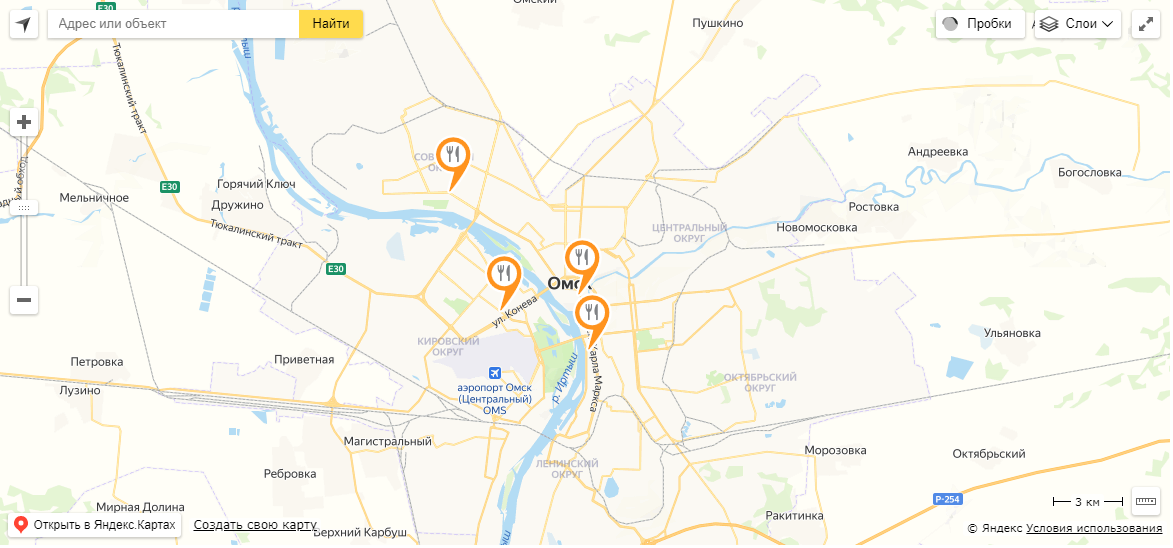 Омский
E30
Адрес или объект
Найти
Пушкино
Пробки
Слои
Тюкалинский тракт
р. Иртыш
Андреевка
Богословка
E30
Горячий Ключ
Мельничное
Дружино
Ростовка
ЦЕНТРАЛЬНЫЙ
ОКРУГ
Новомосковка
Тюкалинский тракт
E30
Омск
ул. Конева
Ульяновка
КИРОВСКИЙ
ОКРУГ
Приветная
Петровка
Лузино
аэропорт Омск
(Центральный)
OMS
р. Иртыш
Карла Маркса
ОКТЯБРЬСКИЙ
ОКРУГ
Магистральный
Морозовка
Октябрьский
ЛЕНИНСКИЙ
ОКРУГ
Ребровка
Мирная Долина
Р-254
3 км
Ракитинка
Открыть в Яндекс.Картах
Создать свою карту
Верхний Карбуш
© Яндекс Условия использования